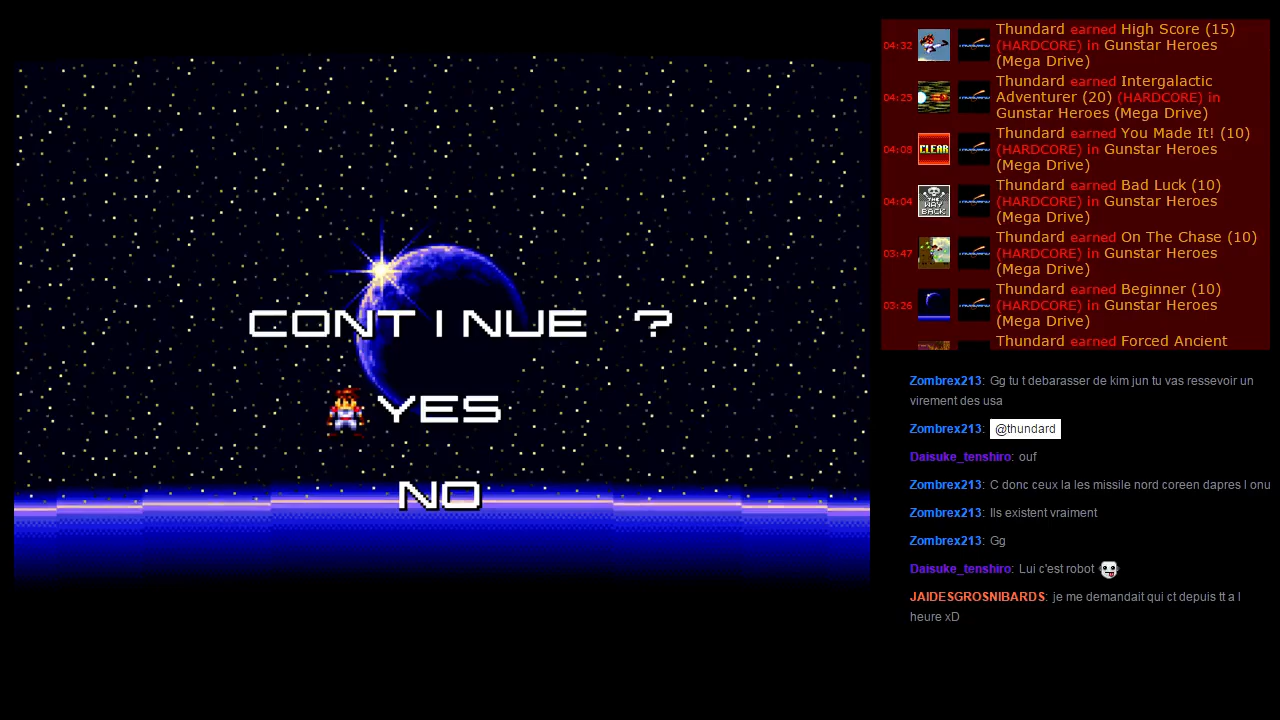 CONTINUE ?
YES
NO
04:32
Thundard earned High Score (15)
(HARDCORE) in Gunstar Heroes
(Mega Drive)
04:25
Thundard earned Intergalactic
Adventurer (20) (HARDCORE) in
Gunstar Heroes (Mega Drive)
04:08
CLEAR
Thundard earned You Made It! (10)
(HARDCORE) in Gunstar Heroes
(Mega Drive)
04:04
THE
WAY
BACK
Thundard earned Bad Luck (10)
(HARDCORE) in Gunstar Heroes
(Mega Drive)
03:47
Thundard earned On The Chase (10)
(HARDCORE) in Gunstar Heroes
(Mega Drive)
03:26
Thundard earned Beginner (10)
(HARDCORE) in Gunstar Heroes
(Mega Drive)
Thundard earned Forced Ancient
Zombrex213: Gg tu t debarasser de kim jun tu vas ressevoir un
virement des usa
Zombrex213: @thundard
Daisuke_tenshiro: ouf
Zombrex213: C donc ceux la les missile nord coreen dapres l onu
Zombrex213: Ils existent vraiment
Zombrex213: Gg
Daisuke_tenshiro: Lui c'est robot
JAIDESGROSNIBARDS: je me demandait qui ct depuis tt a l
heure xD